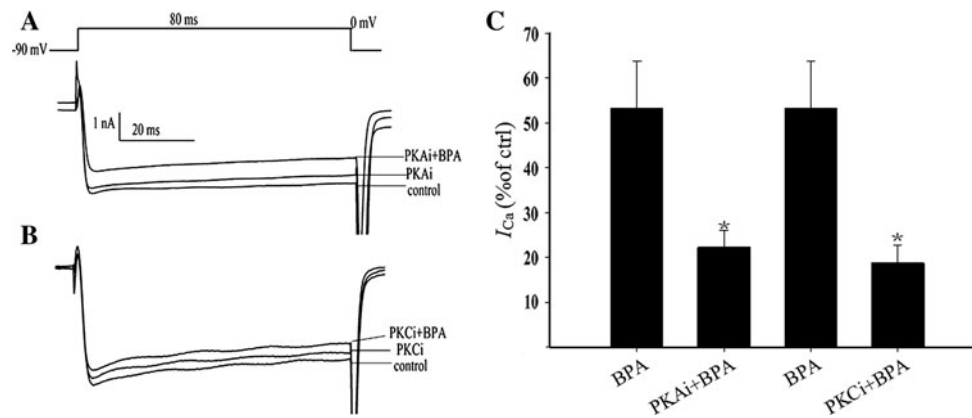 A
80 ms
0 mV
-90 mV
1 nA
20 ms
PKAi+BPA
PKAi
control
B
PKCi+BPA
PKCi
control
C
I_Ca (%of ctrl)
70
60
50
40
30
20
10
*
*
BPA
PKAi+BPA
BPA
PKCi+BPA